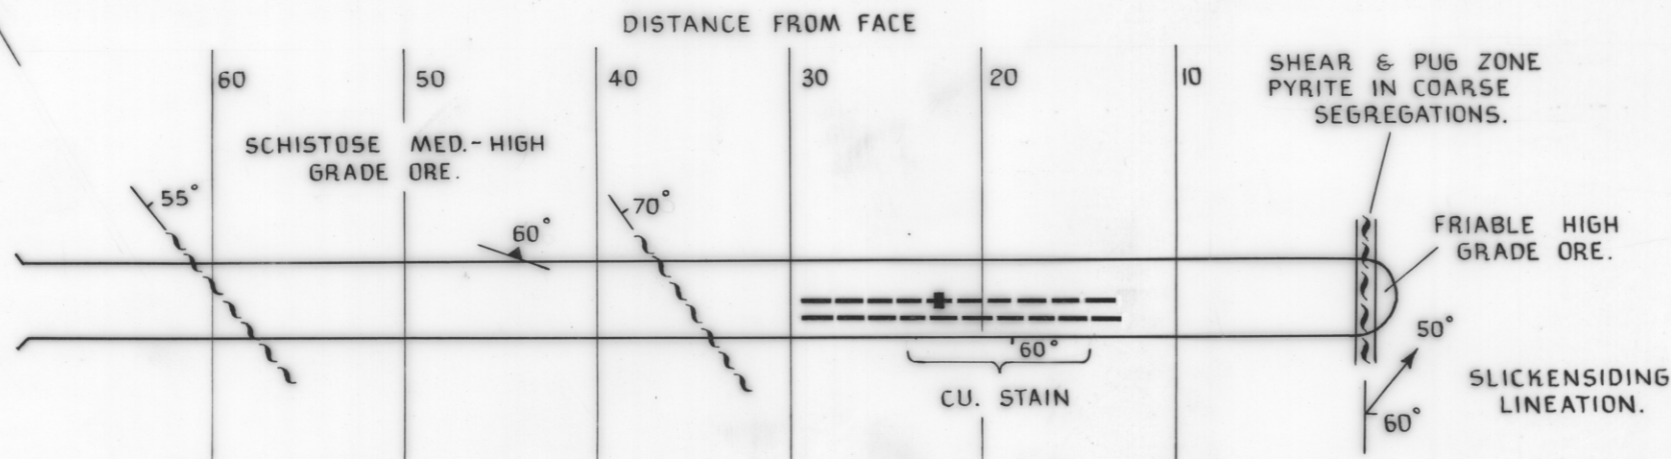 DISTANCE FROM FACE
60
50
40
30
20
10
SHEAR & PUG ZONE
PYRITE IN COARSE
SEGREGATIONS.
SCHISTOSE MED.-HIGH
GRADE ORE.
55°
60°
70°
FRIABLE HIGH
GRADE ORE.
60°
CU. STAIN
50°
SLICKENSIDING
LINEATION.
60°